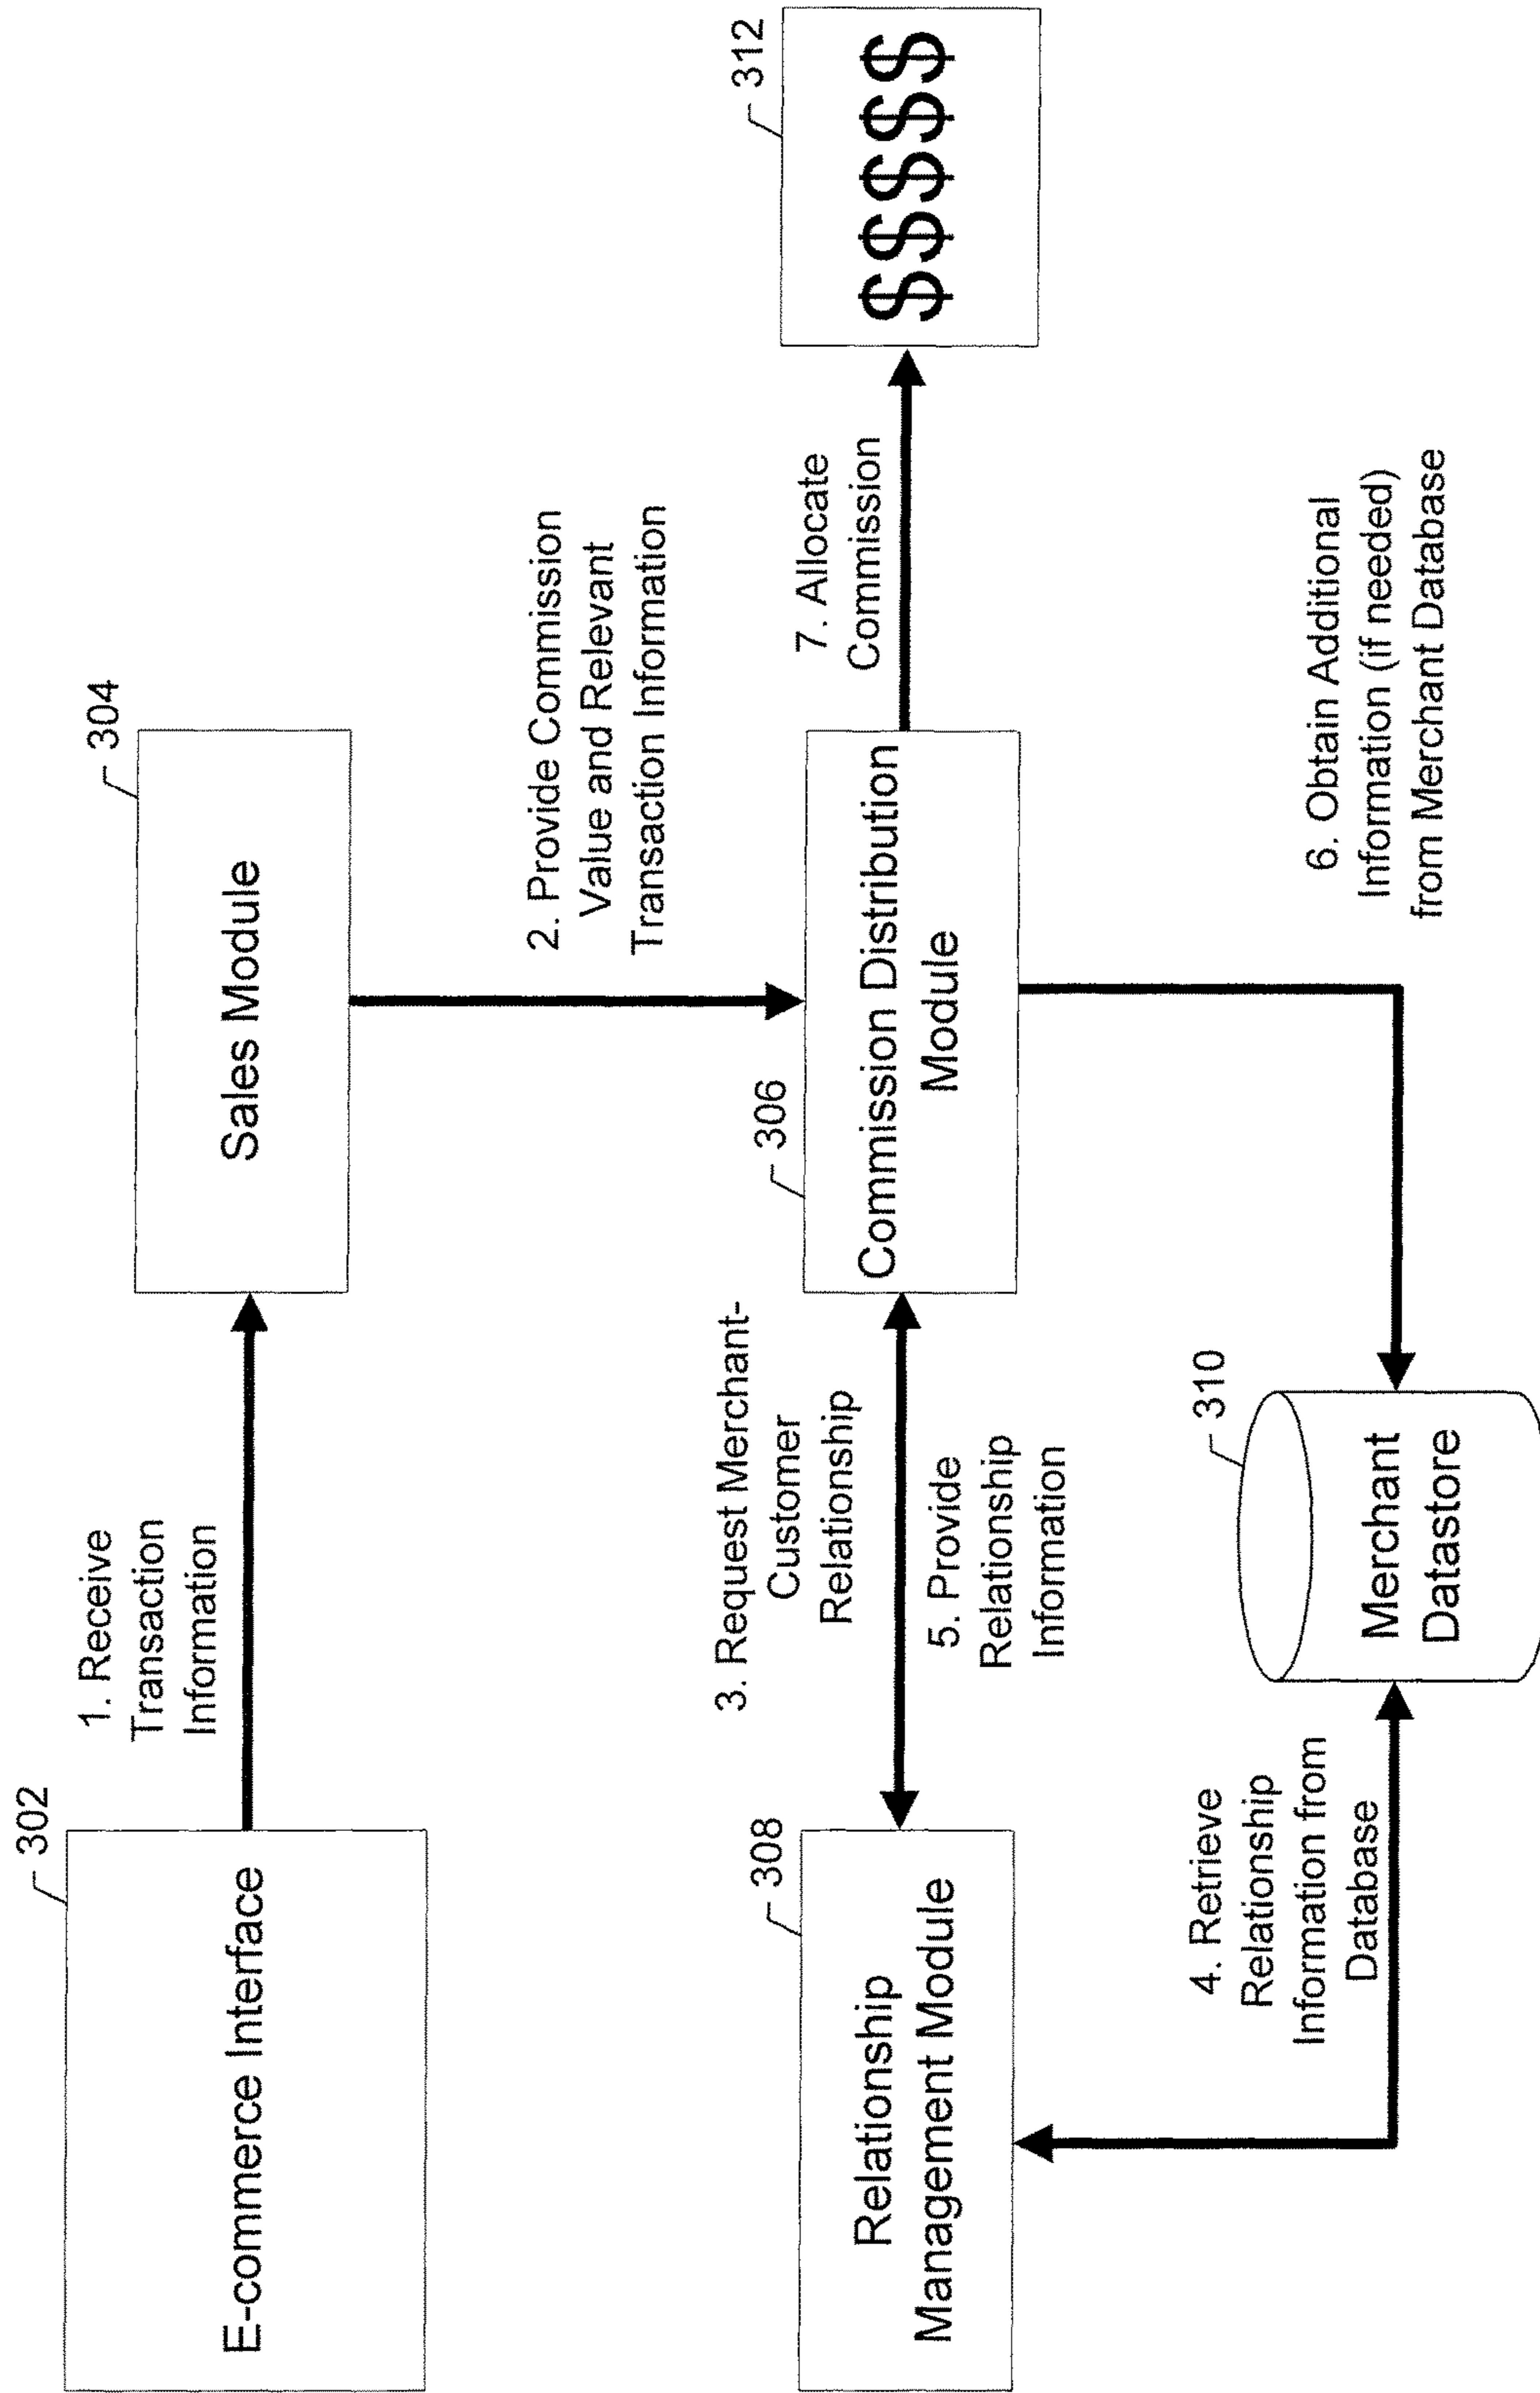 302
E-commerce Interface
1. Receive
Transaction
Information
304
Sales Module
2. Provide Commission
Value and Relevant
Transaction Information
308
Relationship
Management Module
3. Request Merchant-
Customer
Relationship
5. Provide
Relationship
Information
306
Commission Distribution
Module
7. Allocate
Commission
312
$$$$$
4. Retrieve
Relationship
Information from
Database
310
Merchant
Datastore
6. Obtain Additional
Information (if needed)
from Merchant Database